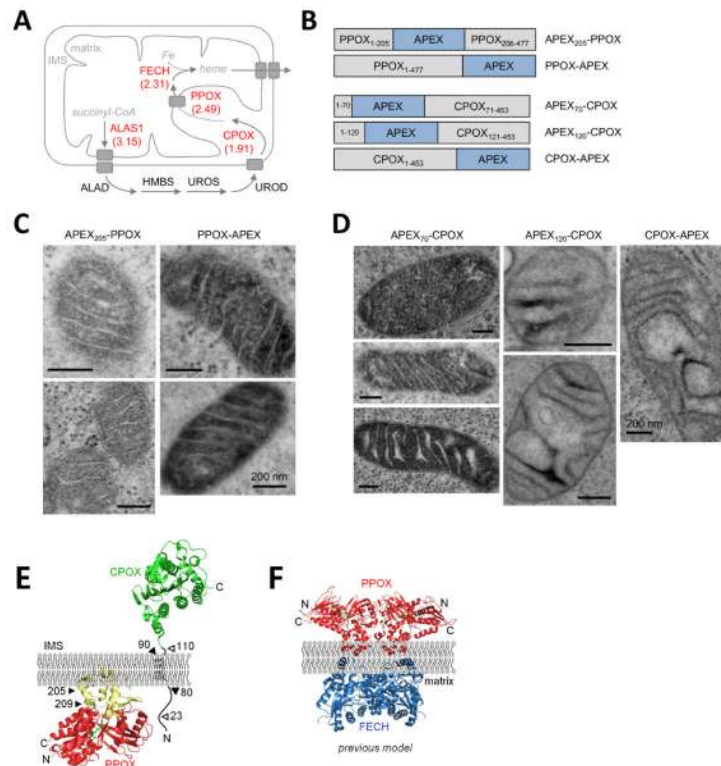 A
matrix
IMS
Fe
heme
FECH
(2.31)
PPOX
(2.49)
succinyl-CoA
ALAS1
(3.15)
CPOX
(1.91)
ALAD
HMBS
UROS
UROD
B
PPOX1-205 APEX PPOX206-477 APEX205-PPOX
PPOX1-477 APEX PPOX-APEX
1-70 APEX CPOX71-453 APEX70-CPOX
1-120 APEX CPOX121-453 APEX120-CPOX
CPOX1-453 APEX CPOX-APEX
C
APEX205-PPOX PPOX-APEX
200 nm
D
APEX70-CPOX APEX120-CPOX CPOX-APEX
200 nm
E
CPOX
C
IMS
90
110
205
209
80
23
C
N
PPOX
N
F
PPOX
N
C
N
C
matrix
FECH
previous model